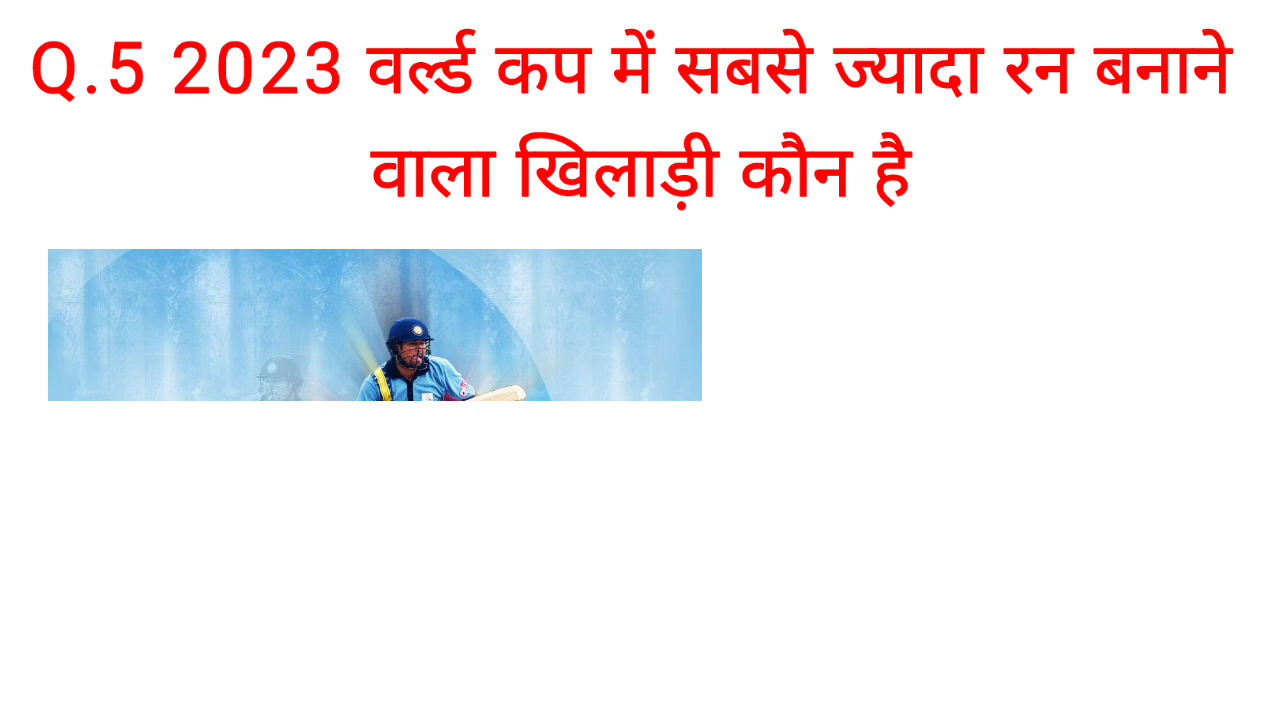 Q.5 2023 वर्ल्ड कप में सबसे ज्यादा रन बनाने
वाला खिलाड़ी कौन है